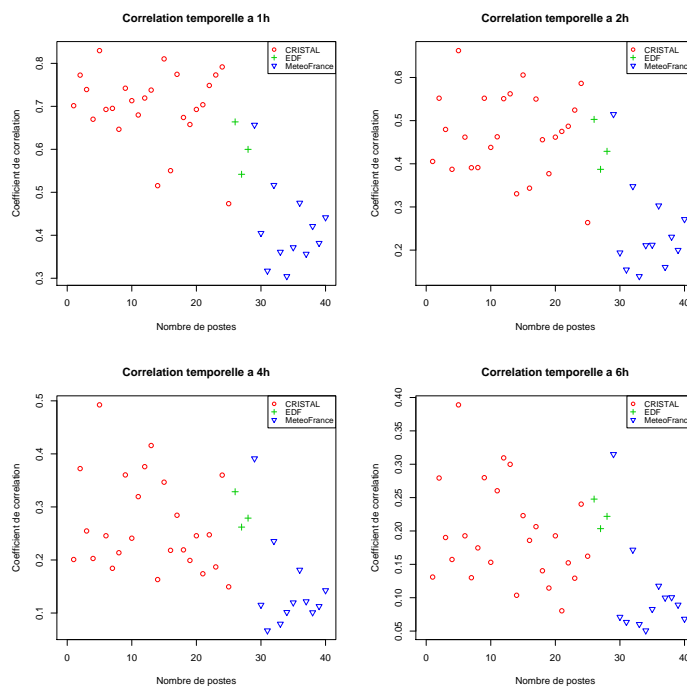 Correlation temporelle a 1h
Coefficient de correlation
0.3 0.4 0.5 0.6 0.7 0.8
CRISTAL
EDF
MeteoFrance
0 10 20 30 40
Nombre de postes
Correlation temporelle a 2h
Coefficient de correlation
0.2 0.3 0.4 0.5 0.6
CRISTAL
EDF
MeteoFrance
0 10 20 30 40
Nombre de postes
Correlation temporelle a 4h
Coefficient de correlation
0.1 0.2 0.3 0.4 0.5
CRISTAL
EDF
MeteoFrance
0 10 20 30 40
Nombre de postes
Correlation temporelle a 6h
Coefficient de correlation
0.05 0.10 0.15 0.20 0.25 0.30 0.35 0.40
CRISTAL
EDF
MeteoFrance
0 10 20 30 40
Nombre de postes